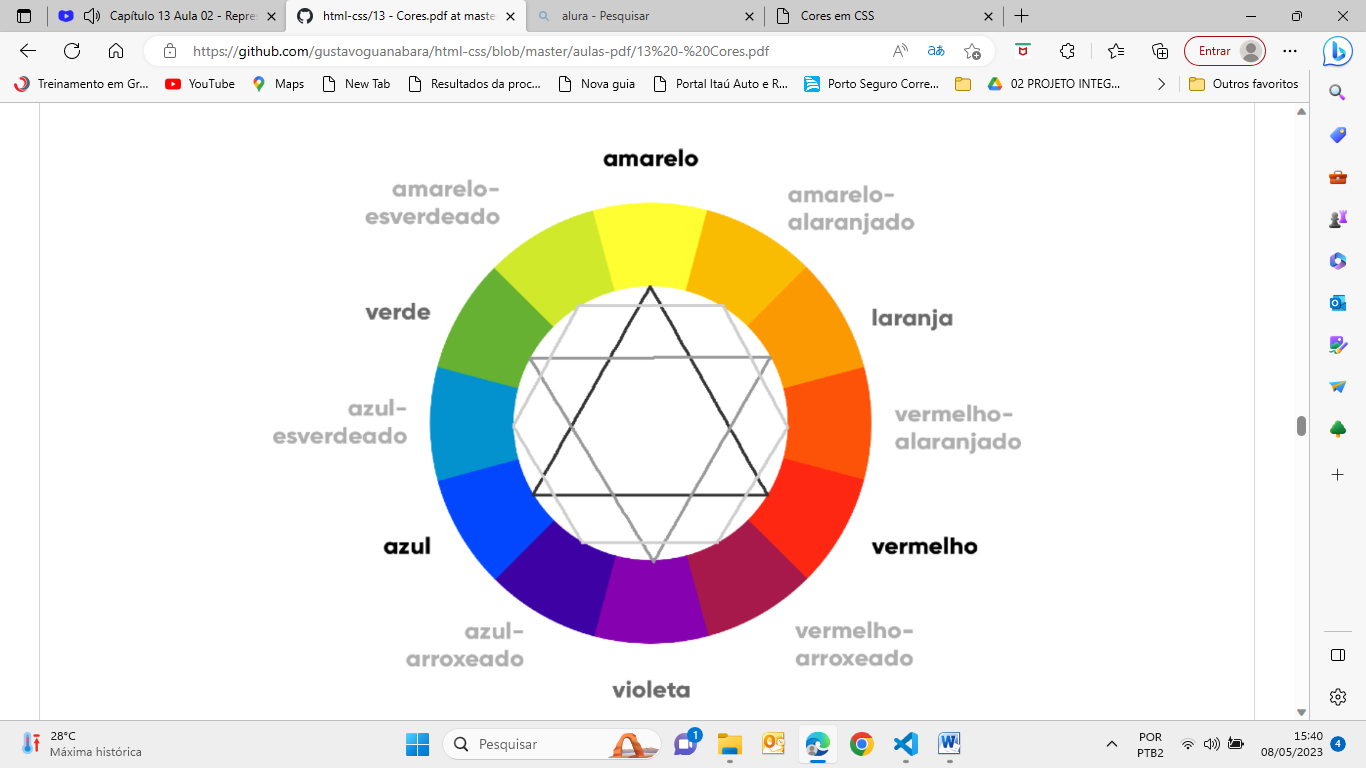 Capítulo 13 Aula 02 - Repres
html-css/13 - Cores.pdf at maste
alura - Pesquisar
Cores em CSS
https://github.com/gustavoguanabara/html-css/blob/master/aulas-pdf/13%20-%20Cores.pdf
Entrar
Treinamento em Gr...
YouTube
Maps
New Tab
Resultados da proc...
Nova guia
Portal Itaú Auto e R...
Porto Seguro Corre...
02 PROJETO INTEG...
Outros favoritos
amarelo
amarelo-
esverdeado
amarelo-
alaranjado
verde
laranja
azul-
esverdeado
vermelho-
alaranjado
azul
vermelho
azul-
arroxeado
vermelho-
arroxeado
violeta
28°C
Máxima histórica
Pesquisar
1
POR
PTB2
15:40
08/05/2023
4